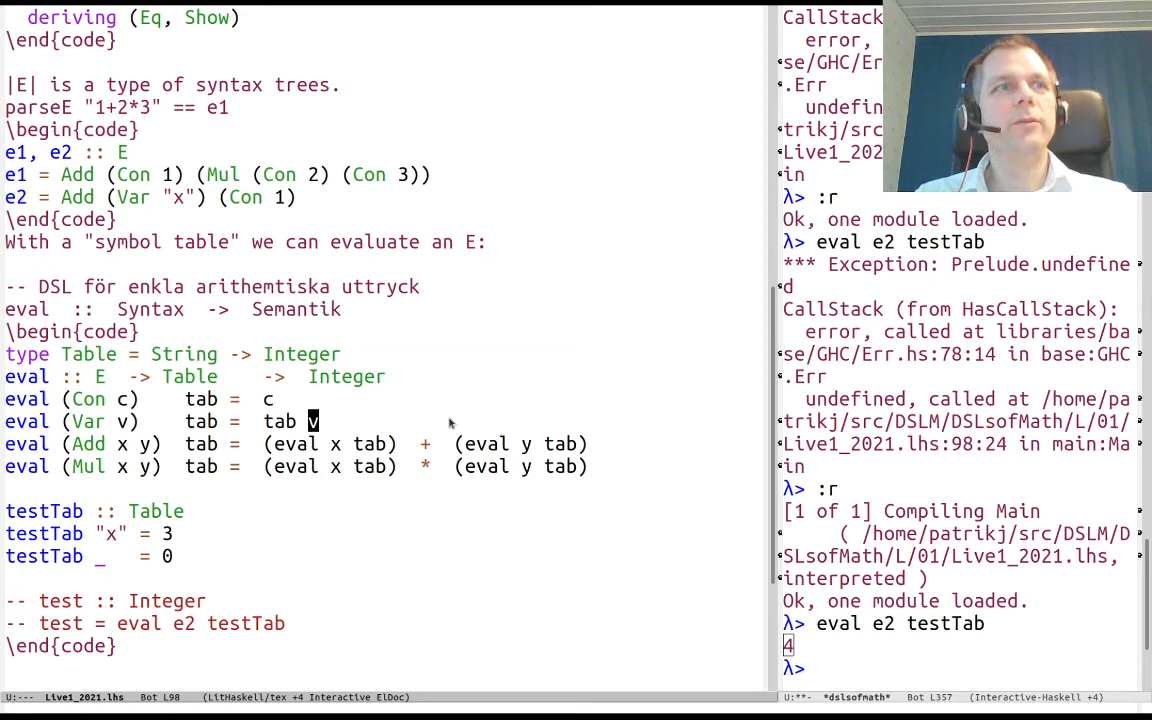 deriving (Eq, Show)
\end{code}
|E| is a type of syntax trees.
parseE "1+2*3" == e1
\begin{code}
e1, e2 :: E
e1 = Add (Con 1) (Mul (Con 2) (Con 3))
e2 = Add (Var "x") (Con 1)
\end{code}
With a "symbol table" we can evaluate an E:
-- DSL för enkla arithemtiska uttryck
eval :: Syntax -> Semantik
\begin{code}
type Table = String -> Integer
eval :: E -> Table -> Integer
eval (Con c) tab = c
eval (Var v) tab = tab v
eval (Add x y) tab = (eval x tab) + (eval y tab)
eval (Mul x y) tab = (eval x tab) * (eval y tab)
testTab :: Table
testTab "x" = 3
testTab _ = 0
-- test :: Integer
-- test = eval e2 testTab
\end{code}
U:--- Live1_2021.lhs Bot L98 (LitHaskell/tex +4 Interactive ElDoc)
CallStack
error,
se/GHC/Er
.Err
undefin
trikj/src
Live1_202
in
λ> :r
Ok, one module loaded.
λ> eval e2 testTab
*** Exception: Prelude.undefine
d
CallStack (from HasCallStack):
error, called at libraries/ba
se/GHC/Err.hs:78:14 in base:GHC
.Err
undefined, called at /home/pa
trikj/src/DSLM/DSLsofMath/L/01/
Live1_2021.lhs:98:24 in main:Ma
in
λ> :r
[1 of 1] Compiling Main
( /home/patrikj/src/DSLM/D
SLsofMath/L/01/Live1_2021.lhs,
interpreted )
Ok, one module loaded.
λ> eval e2 testTab
4
λ>
U:**- *dslsofmath* Bot L357 (Interactive-Haskell +4)